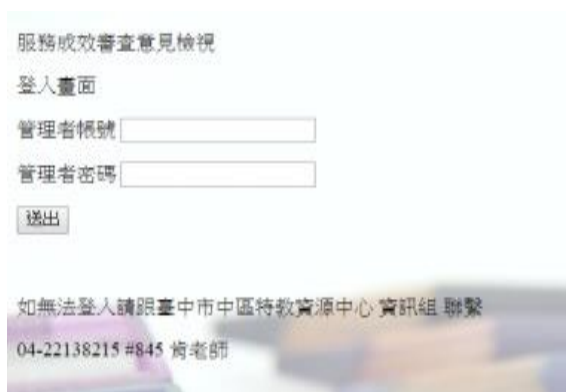 服務成效審查意見檢視
登入畫面
管理者帳號
管理者密碼
送出
如無法登入請跟臺中市中區特教資源中心 資訊組 聯繫
04-22138215 #845 肯老師